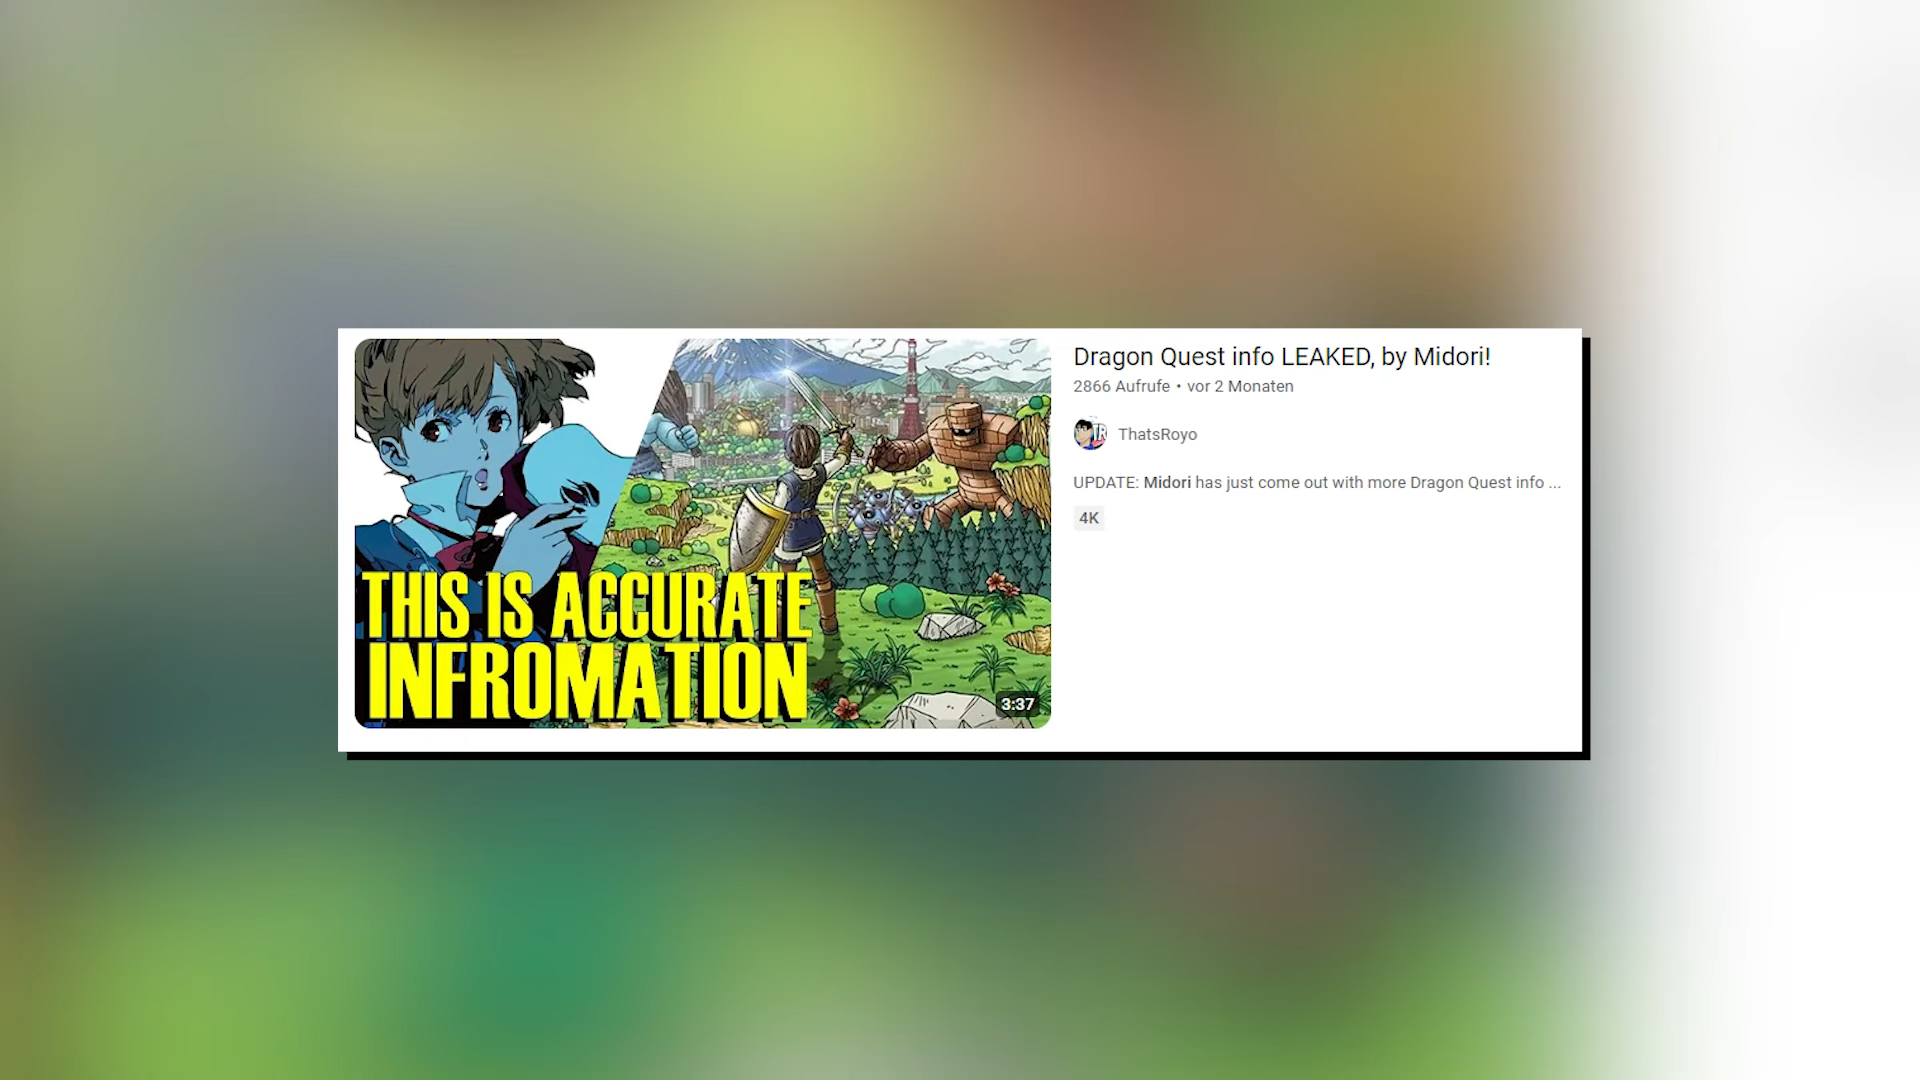 THIS IS ACCURATE
INFROMATION
3:37
Dragon Quest info LEAKED, by Midori!
2866 Aufrufe • vor 2 Monaten
ThatsRoyo
UPDATE: Midori has just come out with more Dragon Quest info ...
4K